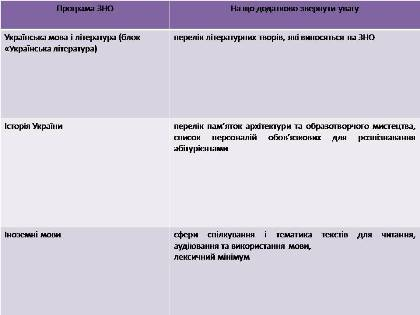 Програма ЗНО
На що додатково звернути увагу
Українська мова і література (блок
«Українська література)
перелік літературних творів, які виносяться на ЗНО
Історія України
перелік пам'яток архітектури та образотворчого мистецтва,
список персоналій обов'язкових для розпізнавання
абітурієнтами
Іноземні мови
сфери спілкування і тематика текстів для читання,
аудіювання та використання мови,
лексичний мінімум